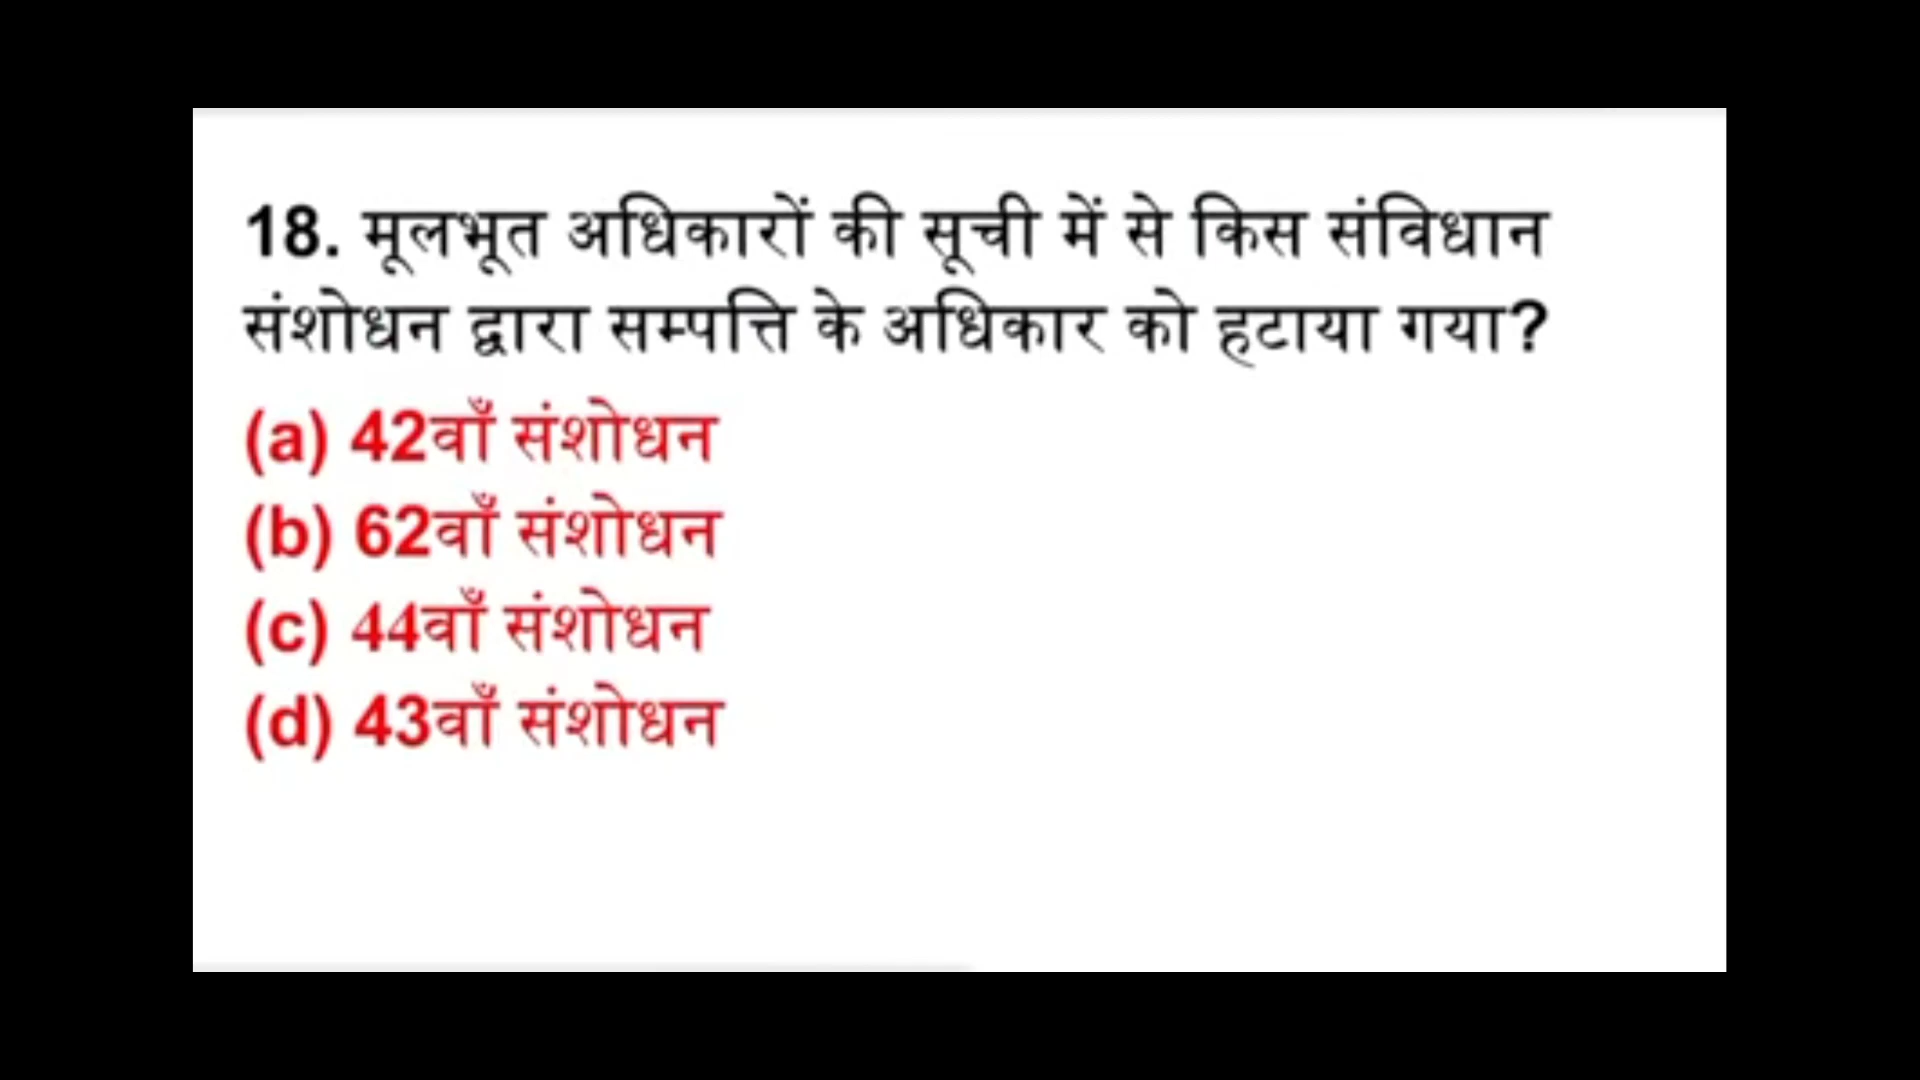 18. मूलभूत अधिकारों की सूची में से किस संविधान
संशोधन द्वारा सम्पत्ति के अधिकार को हटाया गया?
(a) 42वाँ संशोधन
(b) 62वाँ संशोधन
(c) 44वाँ संशोधन
(d) 43वाँ संशोधन